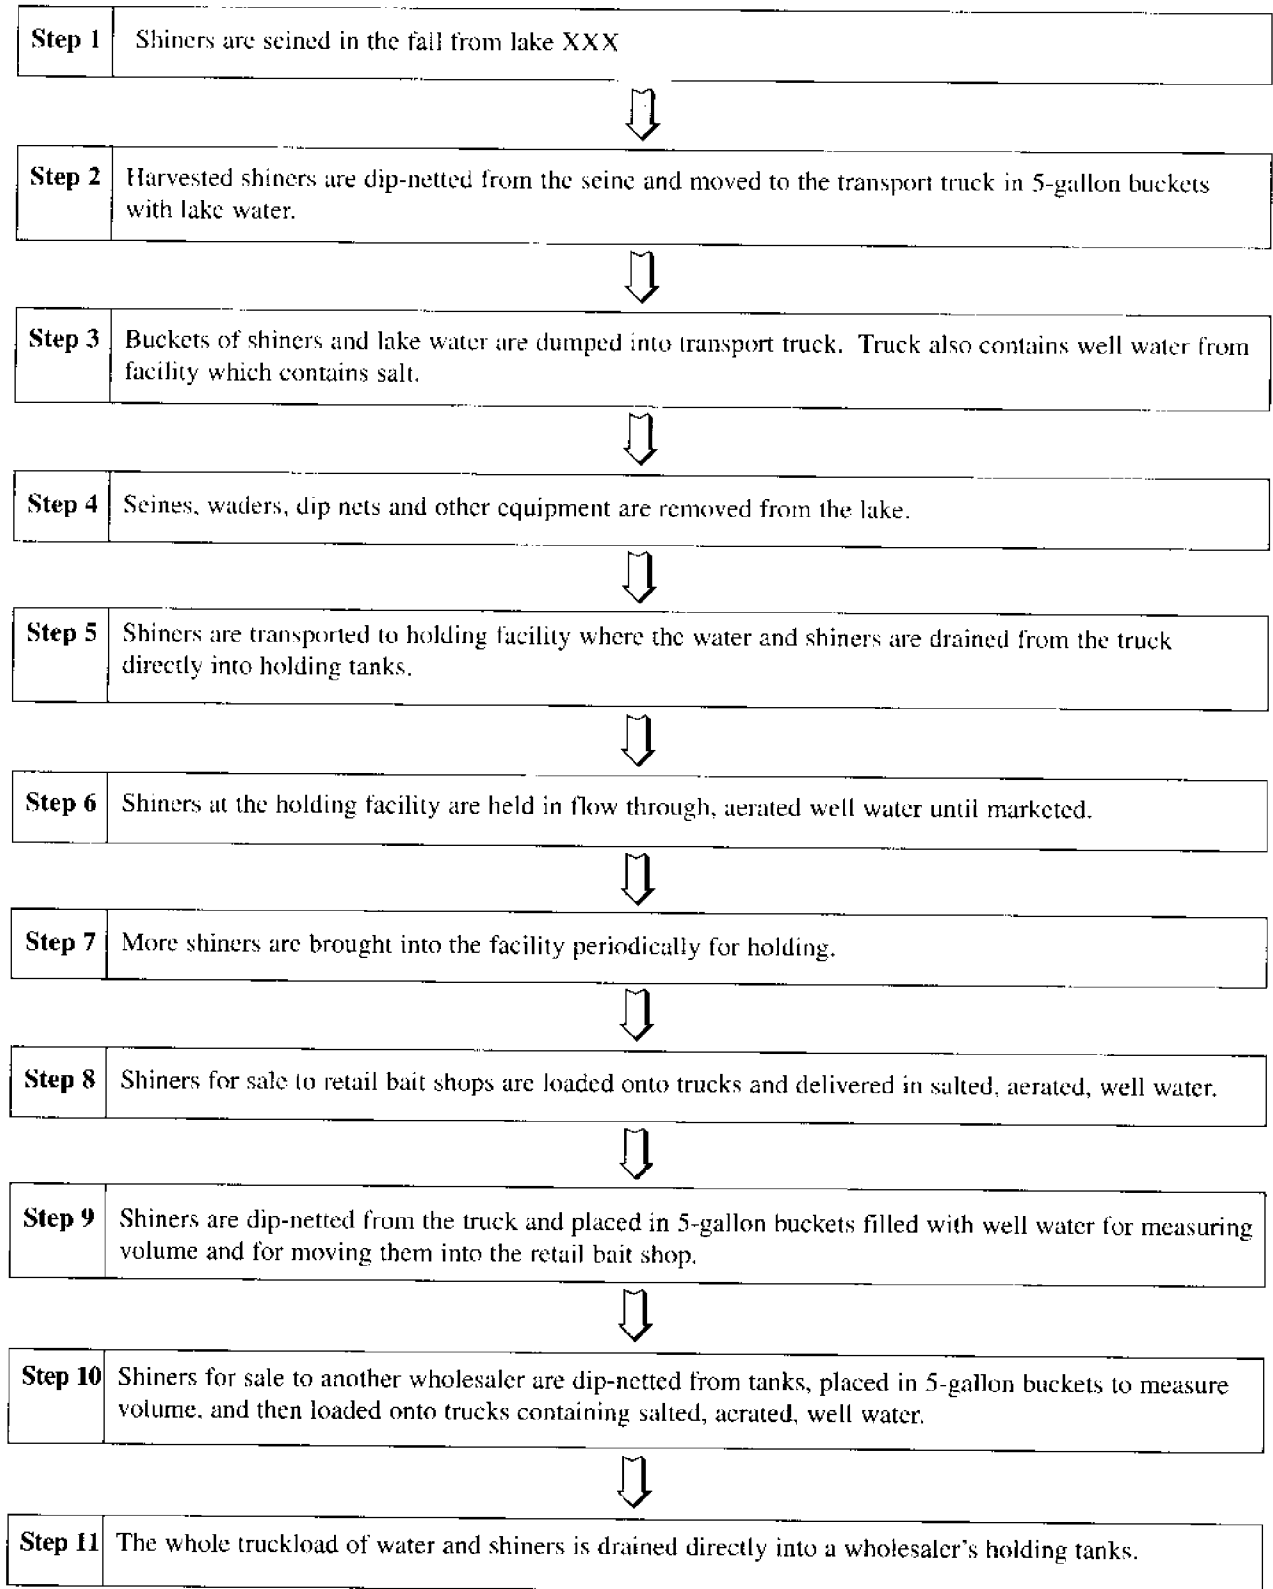 Step 1 Shiners are seined in the fall from lake XXX
Step 2 Harvested shiners are dip-netted from the seine and moved to the transport truck in 5-gallon buckets
with lake water.
Step 3 Buckets of shiners and lake water are dumped into transport truck. Truck also contains well water from
facility which contains salt.
Step 4 Seines, waders, dip nets and other equipment are removed from the lake.
Step 5 Shiners are transported to holding facility where the water and shiners are drained from the truck
directly into holding tanks.
Step 6 Shiners at the holding facility are held in flow through, aerated well water until marketed.
Step 7 More shiners are brought into the facility periodically for holding.
Step 8 Shiners for sale to retail bait shops are loaded onto trucks and delivered in salted, aerated, well water.
Step 9 Shiners are dip-netted from the truck and placed in 5-gallon buckets filled with well water for measuring
volume and for moving them into the retail bait shop.
Step 10 Shiners for sale to another wholesaler are dip-netted from tanks, placed in 5-gallon buckets to measure
volume, and then loaded onto trucks containing salted, aerated, well water.
Step 11 The whole truckload of water and shiners is drained directly into a wholesaler's holding tanks.